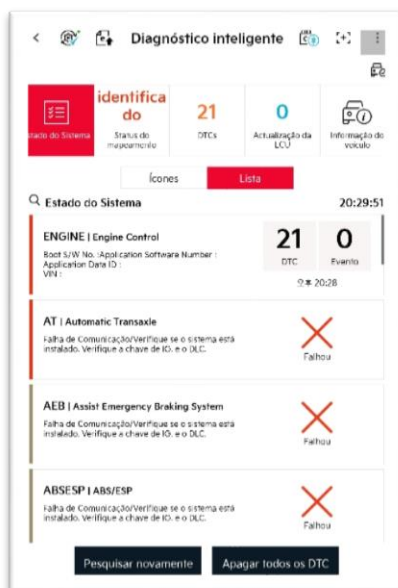 Diagnóstico inteligente
identifica
do
21
0
Estado do Sistema
Status do
mapeamento
DTCs
Actualização da
LCU
Informação do
veículo
Ícones
Lista
Estado do Sistema
20:29:51
ENGINE | Engine Control
Boot S/W No. :Application Software Number :
Application Data ID :
VIN :
21
0
DTC
Evento
오후 20:28
AT | Automatic Transaxle
Falha de Comunicação/Verifique se o sistema está
instalado. Verifique a chave de IG. e o DLC.
Falhou
AEB | Assist Emergency Braking System
Falha de Comunicação/Verifique se o sistema está
instalado. Verifique a chave de IG. e o DLC.
Falhou
ABSESP | ABS/ESP
Falha de Comunicação/Verifique se o sistema está
instalado. Verifique a chave de IG. e o DLC.
Falhou
Pesquisar novamente
Apagar todos os DTC